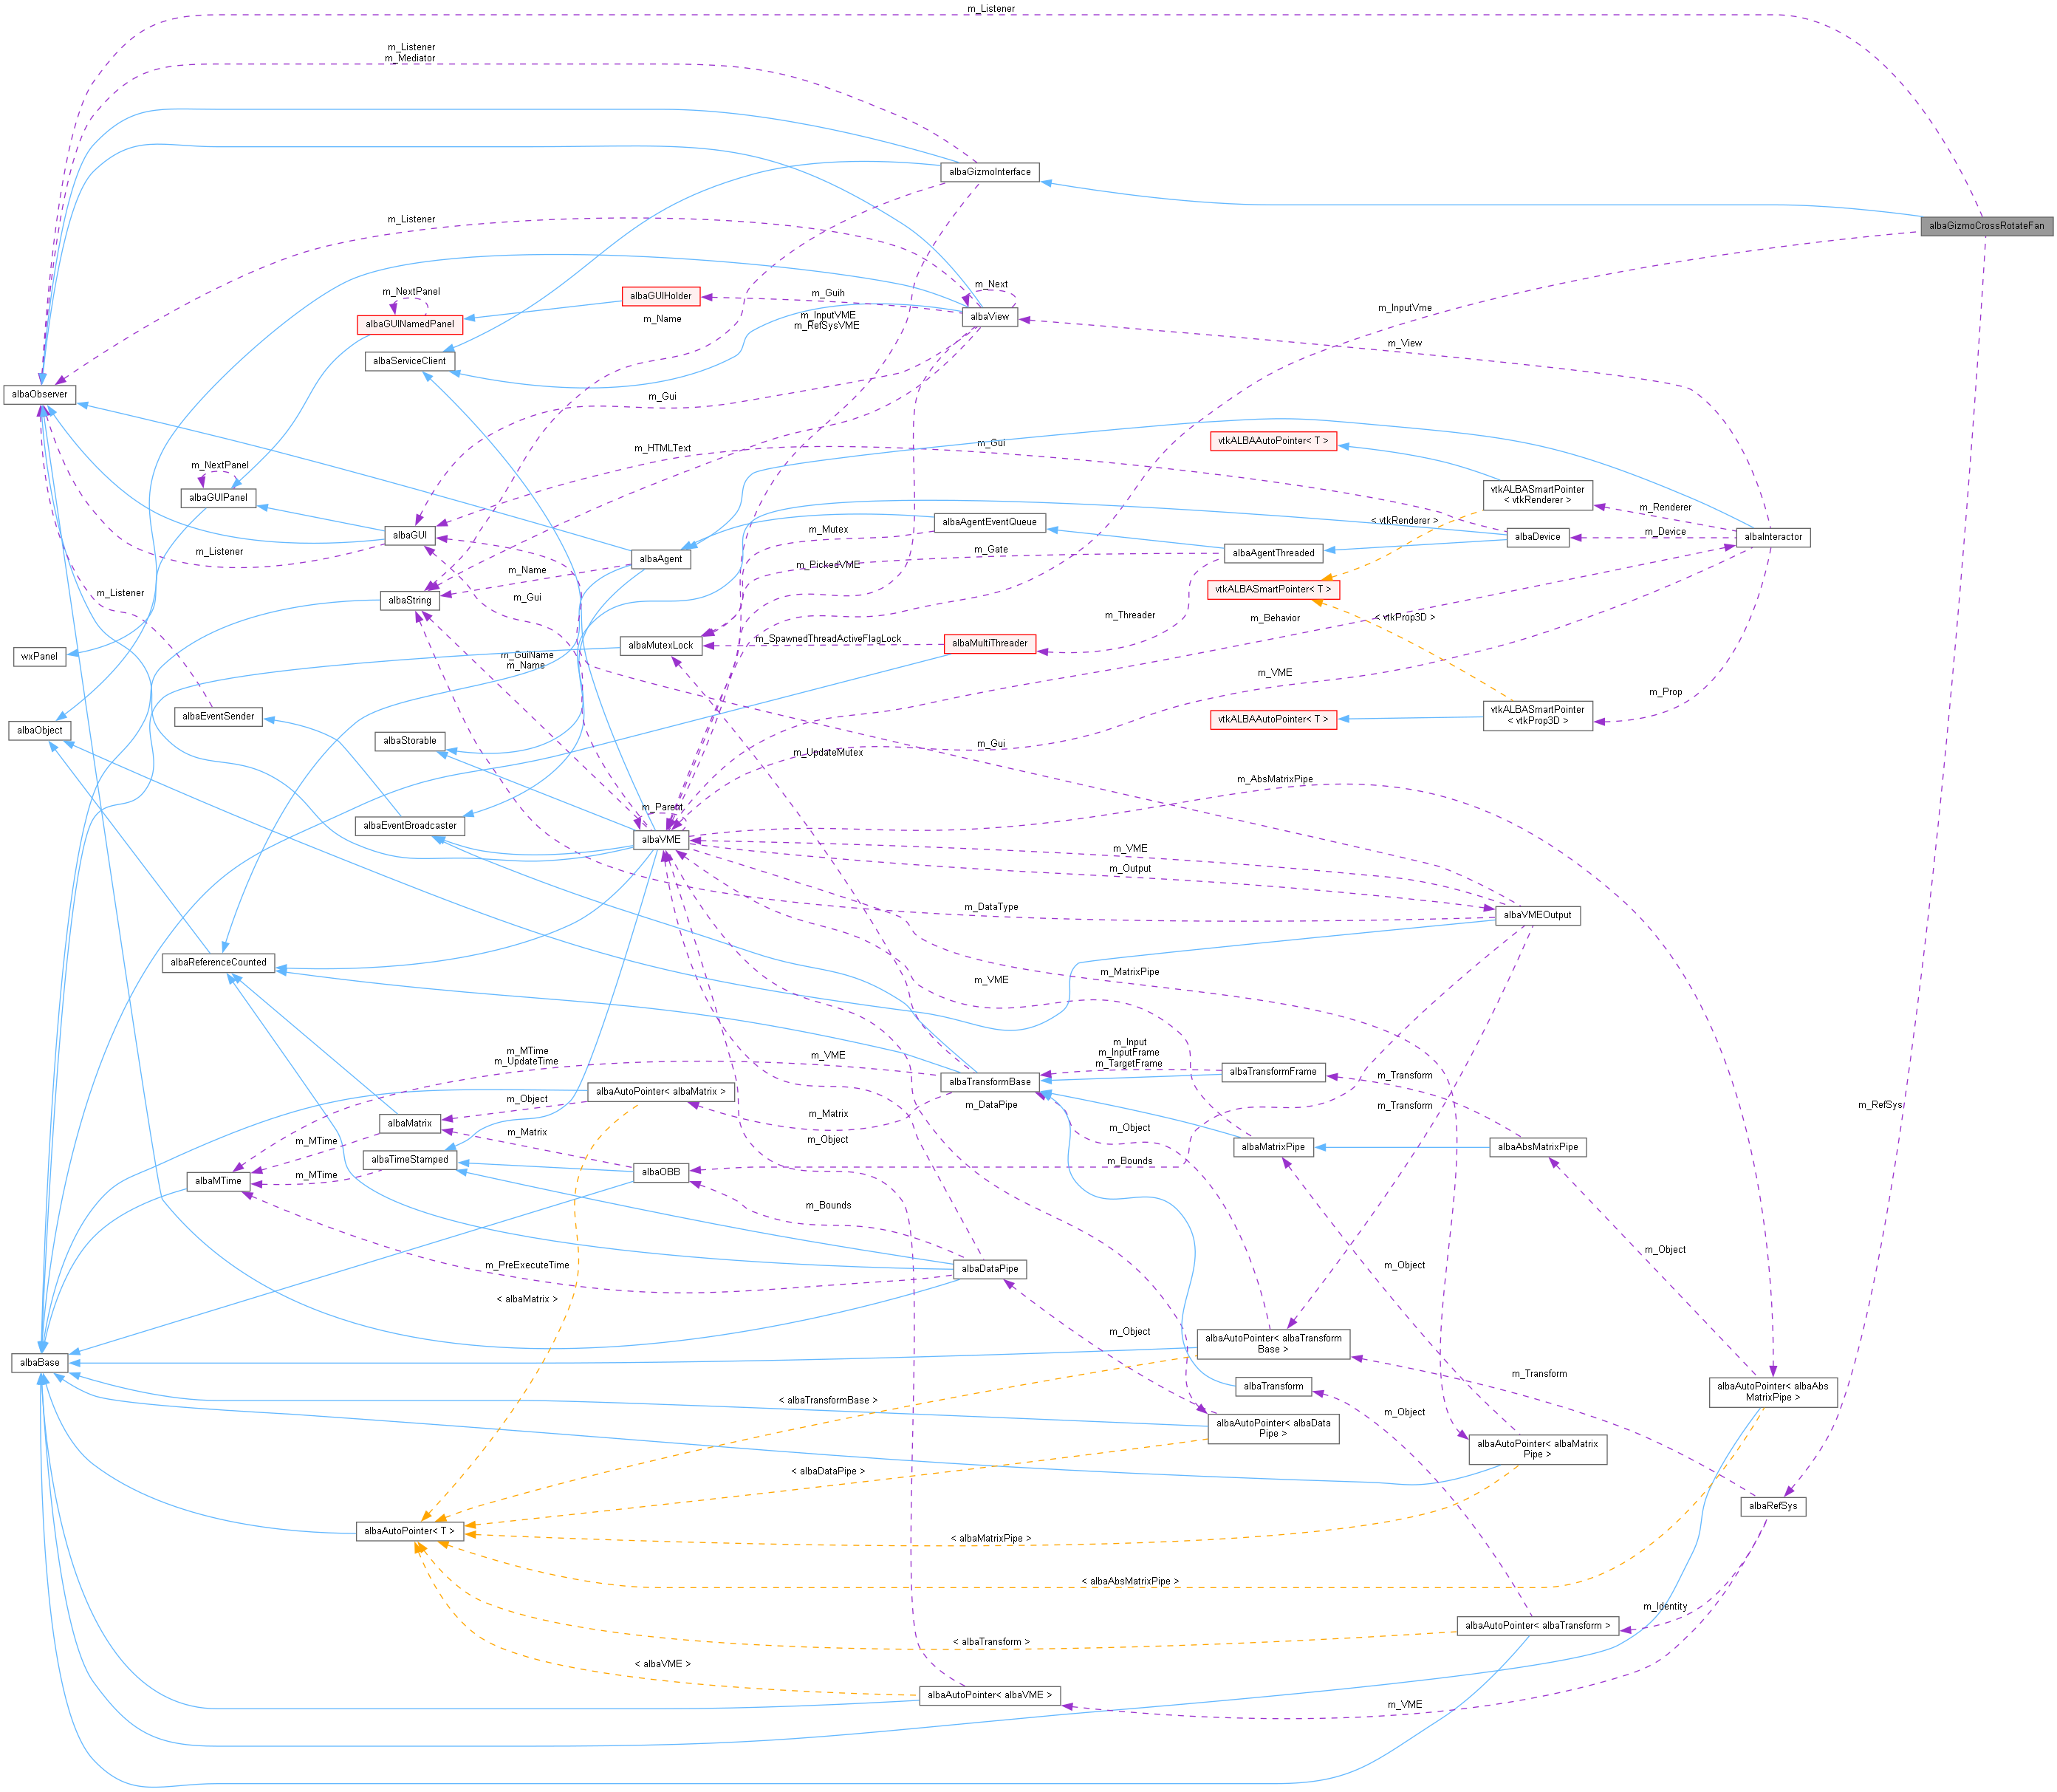 m_Listener
m_Listener
m_Mediator
albaGizmoInterface
albaGizmoCrossRotateFan
m_Listener
m_Next
m_NextPanel
albaGUIHolder
m_Guih
m_InputVME
m_RefSysVME
m_InputVme
m_Name
albaGUINamedPanel
albaView
m_View
albaServiceClient
albaObserver
m_Gui
m_HTMLText
m_Gui
vtkALBAAutoPointer< T >
m_NextPanel
albaGUIPanel
vtkALBASmartPointer
< vtkRenderer >
m_Renderer
albaGUI
m_Mutex
albaAgentEventQueue
< vtkRenderer >
albaDevice
m_Device
albaInteractor
m_Listener
m_Name
albaAgent
m_PickedVME
m_Gate
albaAgentThreaded
m_Listener
albaString
m_Gui
vtkALBASmartPointer< T >
m_Threader
m_Behavior
< vtkProp3D >
wxPanel
m_GuiName
m_Name
albaMutexLock
m_SpawnedThreadActiveFlagLock
albaMultiThreader
m_VME
m_Prop
albaEventSender
albaObject
albaStorable
m_UpdateMutex
m_Gui
vtkALBAAutoPointer< T >
vtkALBASmartPointer
< vtkProp3D >
m_AbsMatrixPipe
albaEventBroadcaster
m_Parent
albaVME
m_VME
m_Output
m_DataType
albaVMEOutput
albaReferenceCounted
m_VME
m_MatrixPipe
m_MTime
m_UpdateTime
m_VME
m_Input
m_InputFrame
m_TargetFrame
albaTransformBase
albaTransformFrame
m_Transform
albaAutoPointer< albaMatrix >
m_Object
m_DataPipe
m_Transform
m_RefSys
albaMatrix
m_Matrix
m_Matrix
m_Object
m_Object
m_MTime
albaMatrixPipe
albaAbsMatrixPipe
albaTimeStamped
albaOBB
m_Bounds
albaMTime
m_MTime
m_Bounds
m_PreExecuteTime
albaDataPipe
m_Object
m_Object
< albaMatrix >
m_Object
albaAutoPointer< albaTransform
Base >
albaBase
m_Transform
albaTransform
albaAutoPointer< albaAbs
MatrixPipe >
< albaTransformBase >
m_Object
albaAutoPointer< albaData
Pipe >
albaAutoPointer< albaMatrix
Pipe >
< albaDataPipe >
albaRefSys
albaAutoPointer< T >
< albaMatrixPipe >
< albaAbsMatrixPipe >
m_Identity
albaAutoPointer< albaTransform >
< albaTransform >
< albaVME >
albaAutoPointer< albaVME >
m_VME